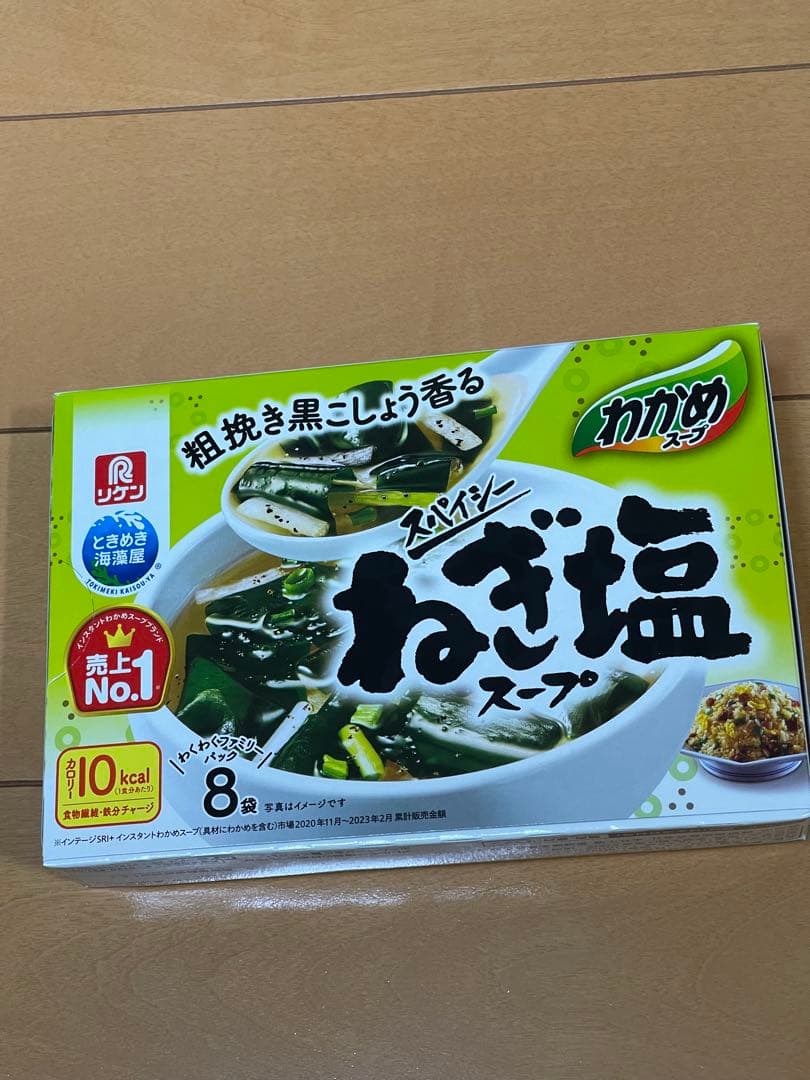 粗挽き黒こしょう香る
わかめ
スープ
R
リケン
ときめき
海藻屋
TOKIMEKI KAISOU-YA ®
スパイシー
ねぎ塩
スープ
インスタントわかめスープブランド
売上
No.1※
カロリー
10kcal
(1食分あたり)
食物繊維・鉄分チャージ
わくわくファミリー
パック
8袋 写真はイメージです
※インテージSRI+ インスタントわかめスープ(具材にわかめを含む)市場2020年11月〜2023年2月 累計販売金額